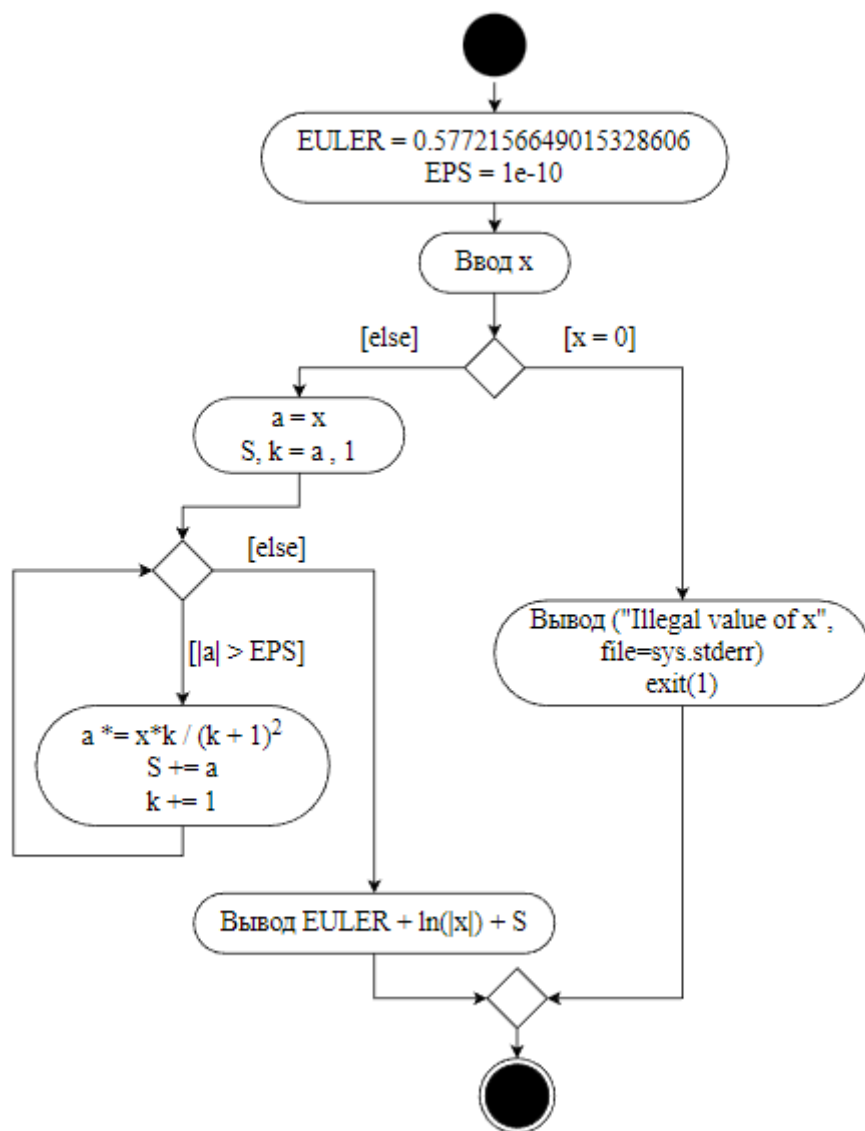 EULER = 0.5772156649015328606
EPS = 1e-10
Ввод x
[else]
[x = 0]
a = x
S, k = a , 1
[else]
[|a| > EPS]
Вывод ("Illegal value of x",
file=sys.stderr)
exit(1)
a *= x*k / (k + 1)²
S += a
k += 1
Вывод EULER + ln(|x|) + S